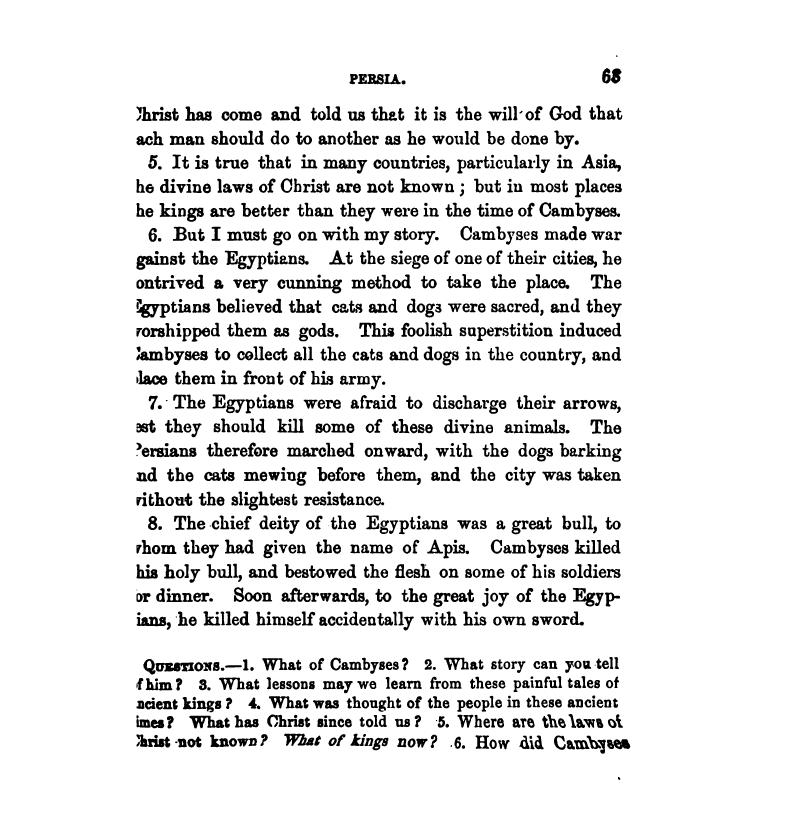 PERSIA. 63
Christ has come and told us that it is the will of God that
ach man should do to another as he would be done by.
5. It is true that in many countries, particularly in Asia,
he divine laws of Christ are not known; but in most places
he kings are better than they were in the time of Cambyses.
6. But I must go on with my story. Cambyses made war
gainst the Egyptians. At the siege of one of their cities, he
ontrived a very cunning method to take the place. The
Egyptians believed that cats and dogs were sacred, and they
worshipped them as gods. This foolish superstition induced
Cambyses to collect all the cats and dogs in the country, and
place them in front of his army.
7. The Egyptians were afraid to discharge their arrows,
est they should kill some of these divine animals. The
Persians therefore marched onward, with the dogs barking
nd the cats mewing before them, and the city was taken
without the slightest resistance.
8. The chief deity of the Egyptians was a great bull, to
whom they had given the name of Apis. Cambyses killed
his holy bull, and bestowed the flesh on some of his soldiers
or dinner. Soon afterwards, to the great joy of the Egyp-
ians, he killed himself accidentally with his own sword.
QUESTIONS.—1. What of Cambyses? 2. What story can you tell
f him? 3. What lessons may we learn from these painful tales of
ncient kings? 4. What was thought of the people in these ancient
imes? What has Christ since told us? 5. Where are the laws of
Christ not known? What of kings now? 6. How did Cambyses